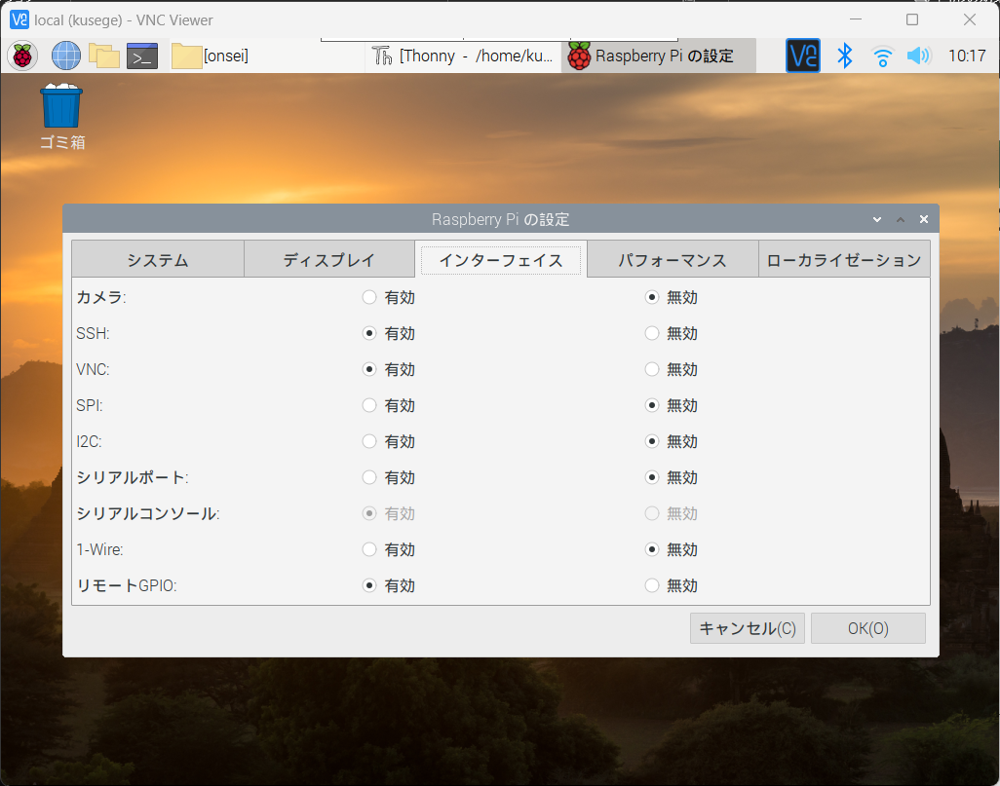 VS local (kusege) - VNC Viewer
[onsei] [Thonny - /home/ku... Raspberry Pi の設定 10:17
ゴミ箱
Raspberry Pi の設定
システム ディスプレイ インターフェイス パフォーマンス ローカライゼーション
カメラ: 有効 無効
SSH: 有効 無効
VNC: 有効 無効
SPI: 有効 無効
I2C: 有効 無効
シリアルポート: 有効 無効
シリアルコンソール: 有効 無効
1-Wire: 有効 無効
リモートGPIO: 有効 無効
キャンセル(C) OK(O)